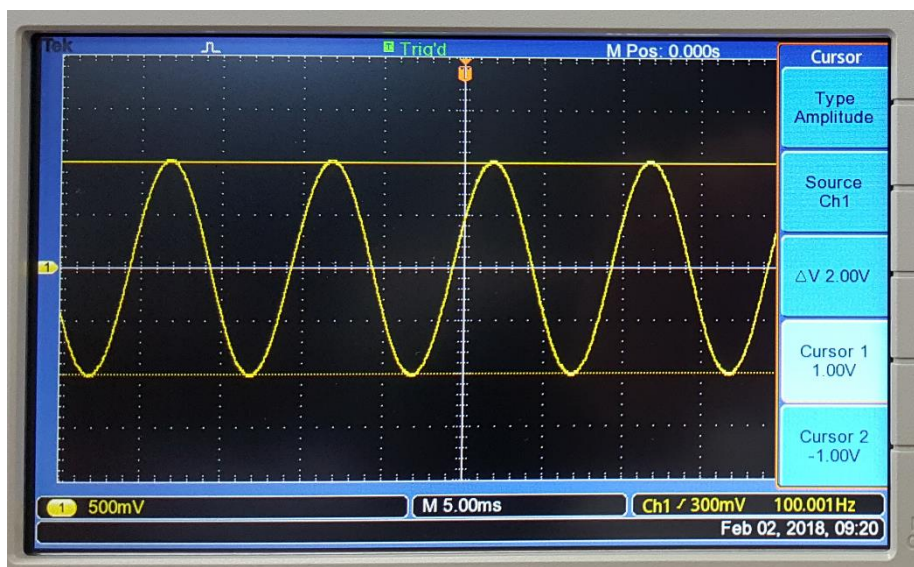 Tek
T Trig'd
M Pos: 0.000s
Cursor
T
Type
Amplitude
Source
Ch1
1
△V 2.00V
Cursor 1
1.00V
Cursor 2
-1.00V
1 500mV
M 5.00ms
Ch1 / 300mV 100.001Hz
Feb 02, 2018, 09:20